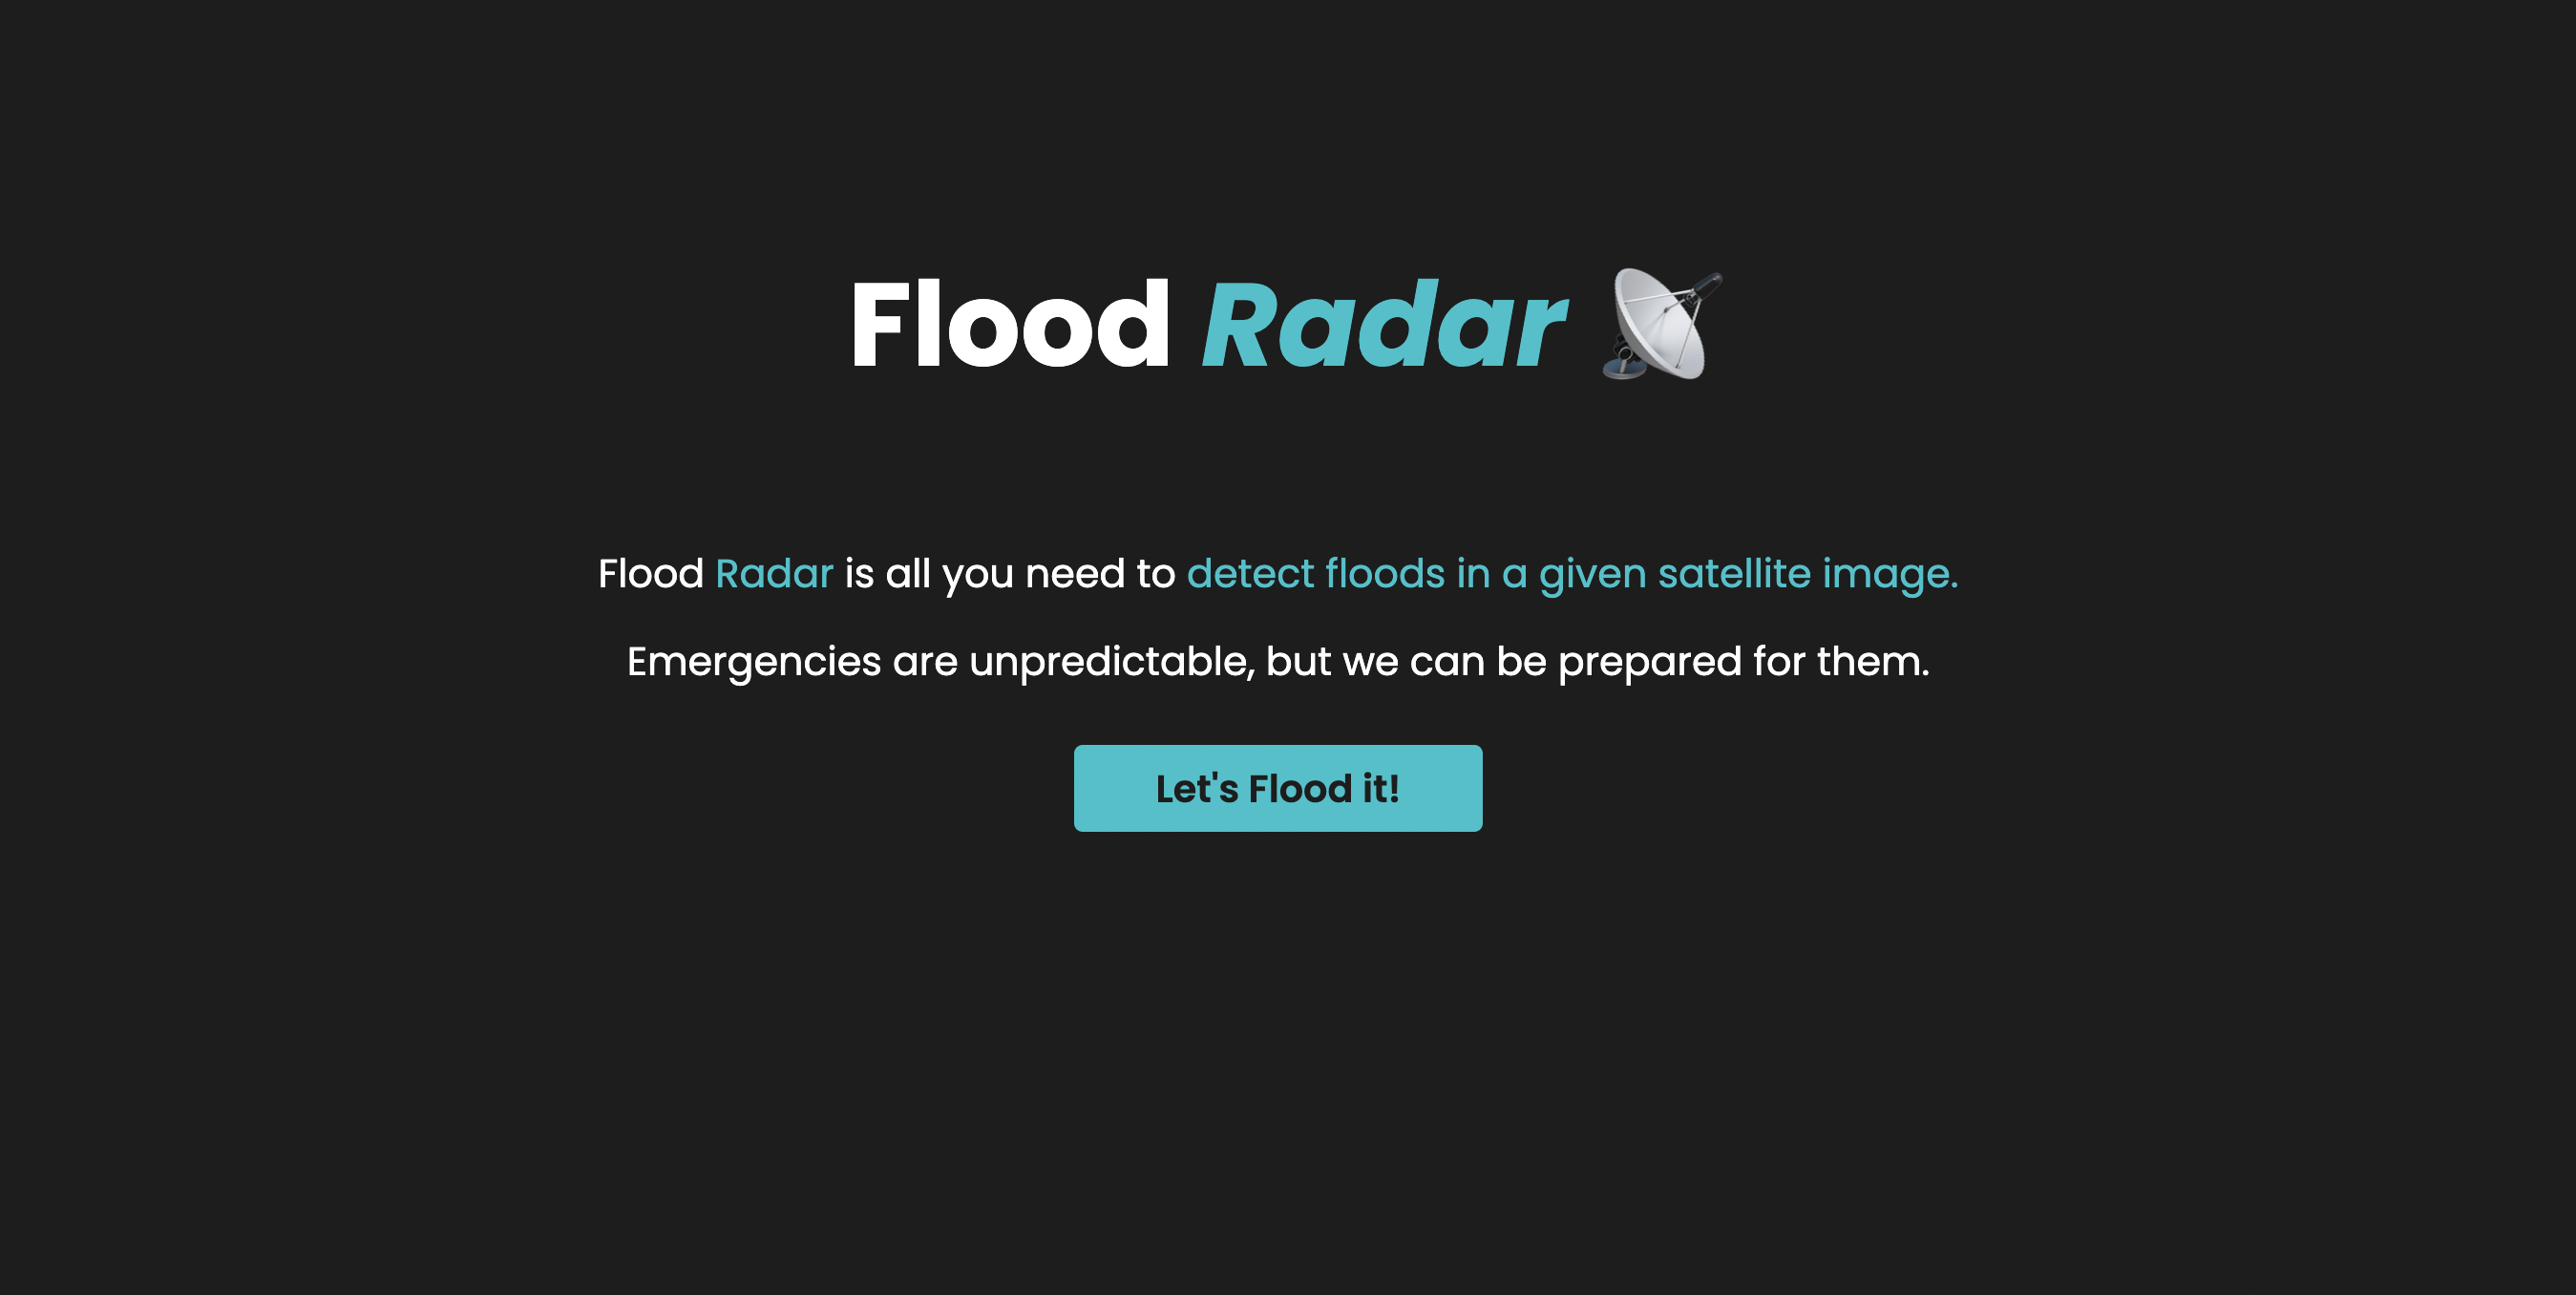 Flood Radar
Flood Radar is all you need to detect floods in a given satellite image.
Emergencies are unpredictable, but we can be prepared for them.
Let's Flood it!